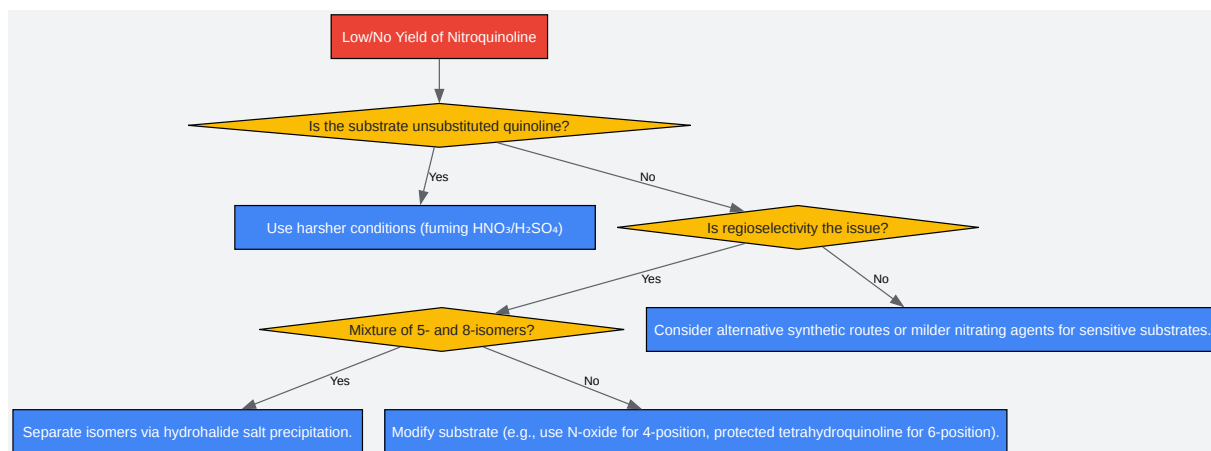 Low/No Yield of Nitroquinoline
Is the substrate unsubstituted quinoline?
Yes
No
Use harsher conditions (fuming HNO₃/H₂SO₄)
Is regioselectivity the issue?
Yes
No
Mixture of 5- and 8-isomers?
Consider alternative synthetic routes or milder nitrating agents for sensitive substrates.
Yes
No
Separate isomers via hydrohalide salt precipitation.
Modify substrate (e.g., use N-oxide for 4-position, protected tetrahydroquinoline for 6-position).